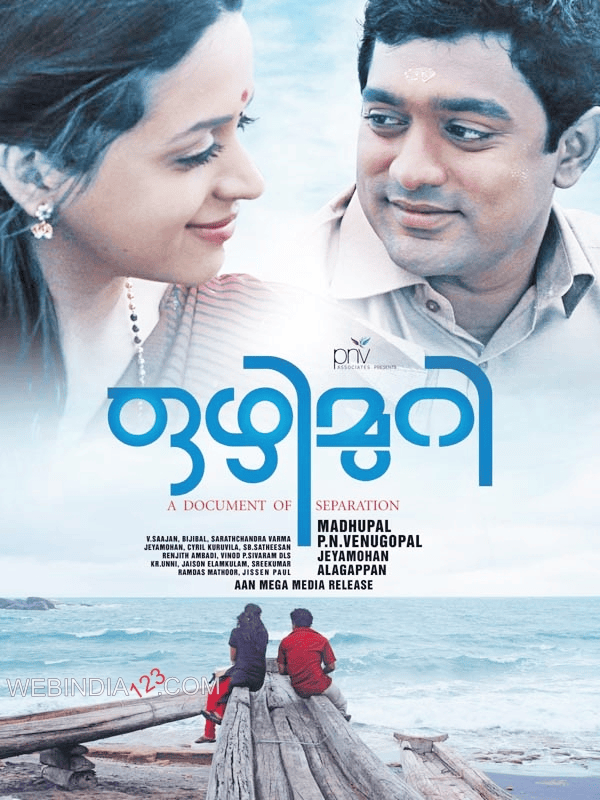 pnv
ASSOCIATES PRESENTS
ഒഴിമുറി
A DOCUMENT OF SEPARATION
V.SAAJAN, BIJIBAL, SARATHCHANDRA VARMA
JEYAMOHAN, CYRIL KURUVILA, SB.SATHEESAN
RENJITH AMBADI, VINOD P.SIVARAM DLS
KR.UNNI, JAISON ELAMKULAM, SREEKUMAR
RAMDAS MATHOOR, JISSEN PAUL
MADHUPAL
P.N.VENUGOPAL
JEYAMOHAN
ALAGAPPAN
AAN MEGA MEDIA RELEASE
WEBINDIA123.COM